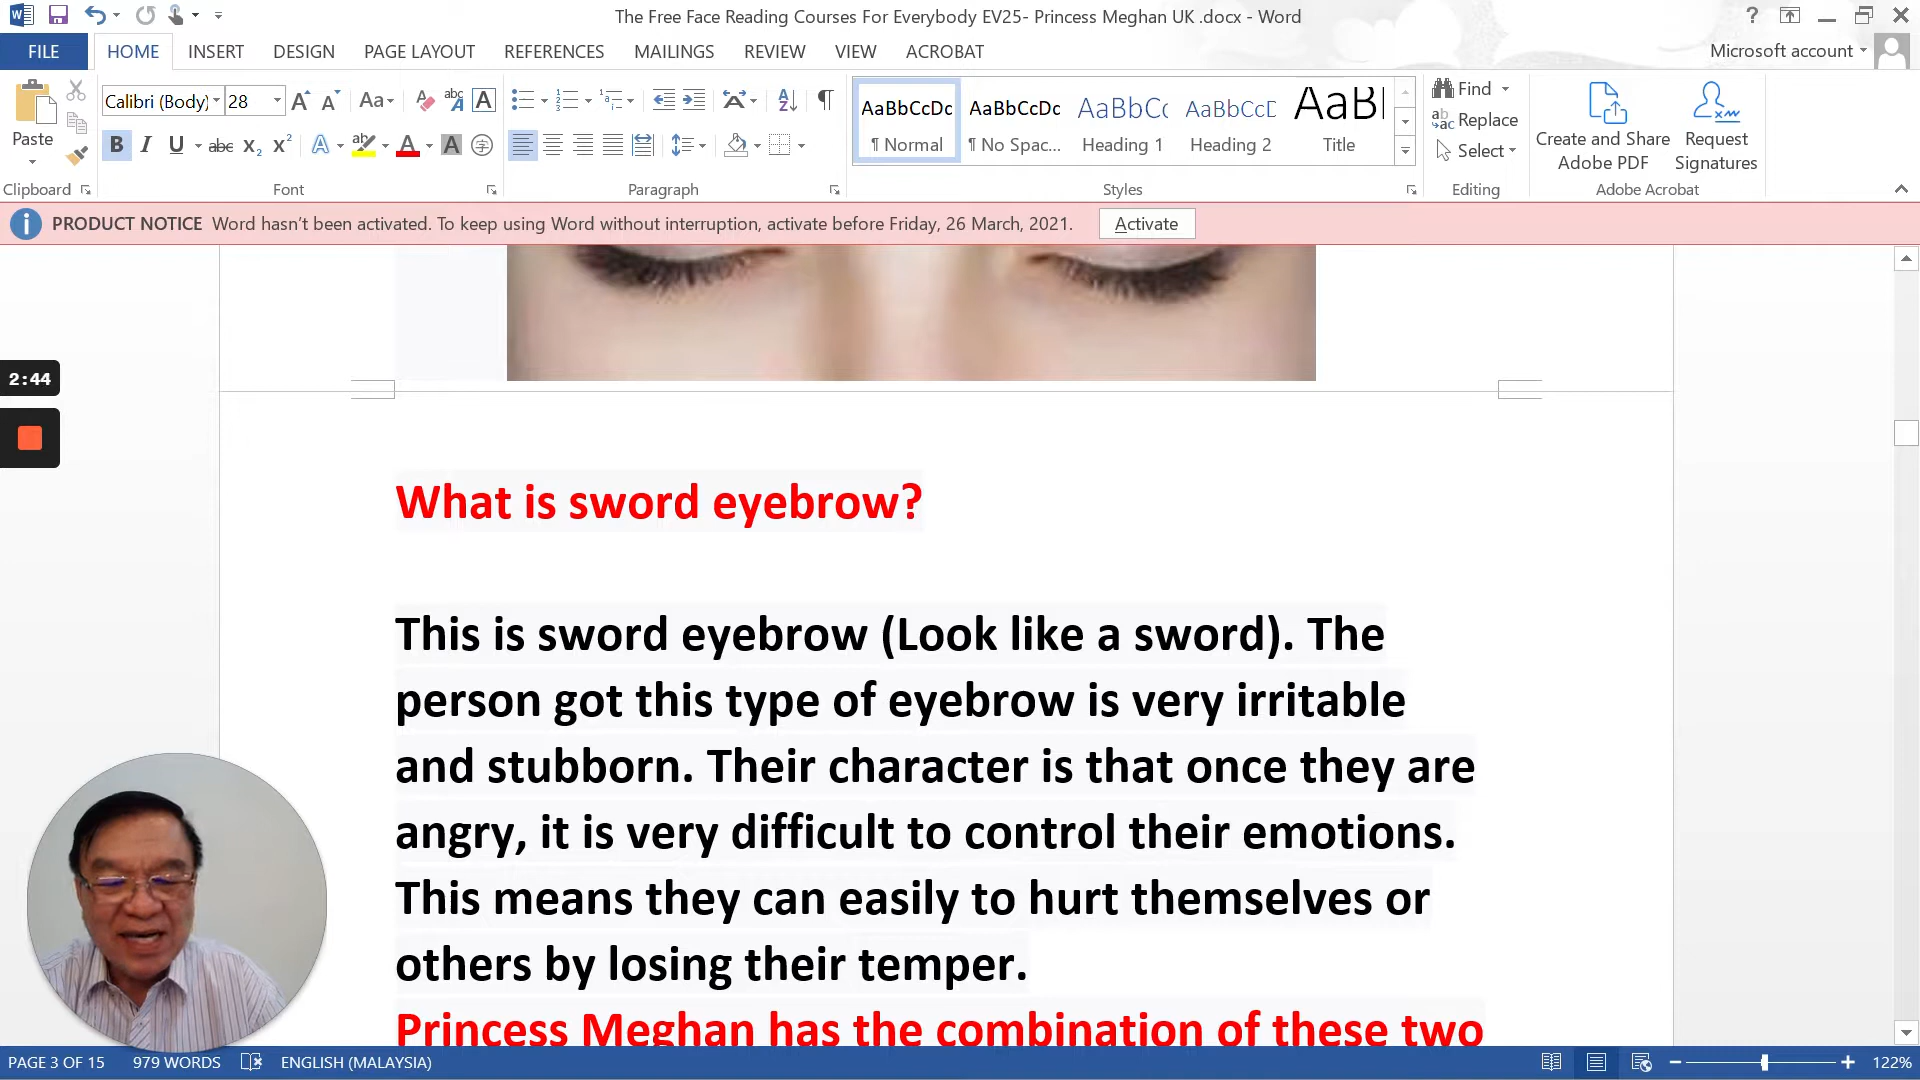 The Free Face Reading Courses For Everybody EV25- Princess Meghan UK .docx - Word
FILE HOME INSERT DESIGN PAGE LAYOUT REFERENCES MAILINGS REVIEW VIEW ACROBAT Microsoft account
Calibri (Body) 28 Aa
Paste
B I U abc X2 X2 A ab A A
AaBbCcDc AaBbCcDc AaBbCc AaBbCcD AaBl
¶ Normal ¶ No Spac... Heading 1 Heading 2 Title
Find
Replace
Select
Create and Share Adobe PDF
Request Signatures
Clipboard Font Paragraph Styles Editing Adobe Acrobat
PRODUCT NOTICE Word hasn't been activated. To keep using Word without interruption, activate before Friday, 26 March, 2021. Activate
2:44
What is sword eyebrow?
This is sword eyebrow (Look like a sword). The
person got this type of eyebrow is very irritable
and stubborn. Their character is that once they are
angry, it is very difficult to control their emotions.
This means they can easily to hurt themselves or
others by losing their temper.
Princess Meghan has the combination of these two
PAGE 3 OF 15 979 WORDS ENGLISH (MALAYSIA) 122%